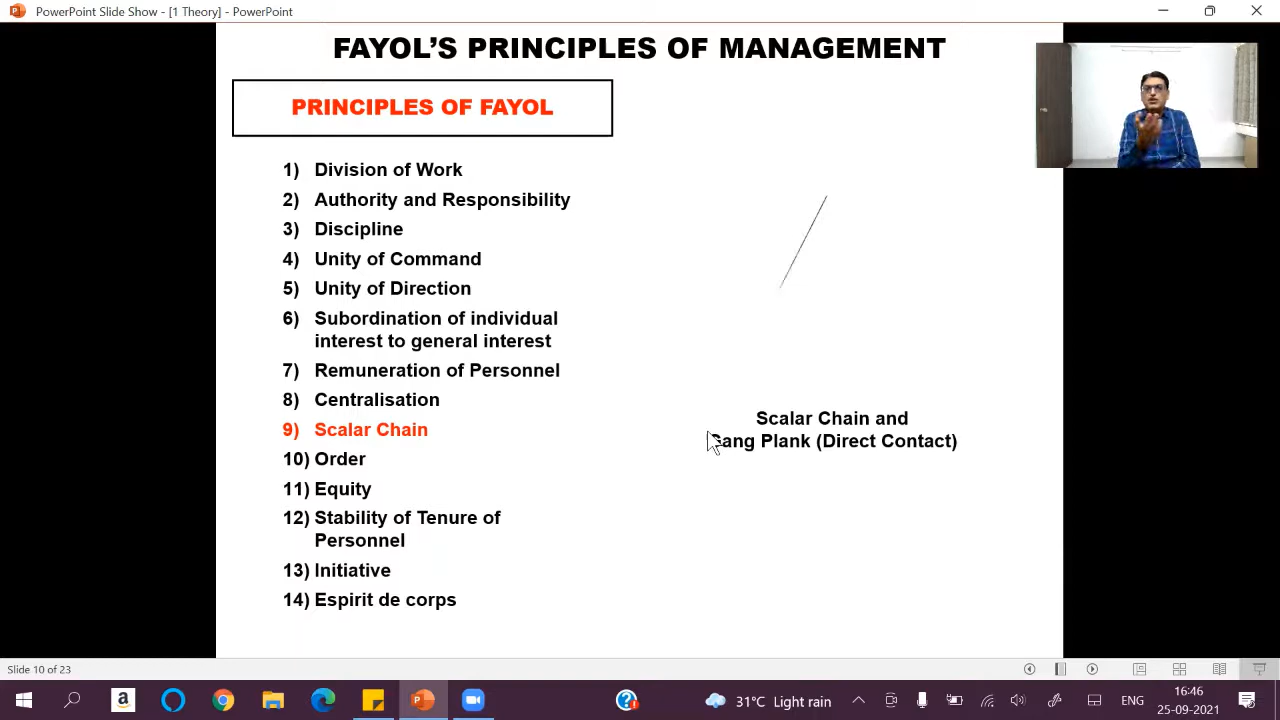 PowerPoint Slide Show - [1 Theory] - PowerPoint
FAYOL'S PRINCIPLES OF MANAGEMENT
PRINCIPLES OF FAYOL
1) Division of Work
2) Authority and Responsibility
3) Discipline
4) Unity of Command
5) Unity of Direction
6) Subordination of individual
interest to general interest
7) Remuneration of Personnel
8) Centralisation
9) Scalar Chain
10) Order
11) Equity
12) Stability of Tenure of
Personnel
13) Initiative
14) Espirit de corps
Scalar Chain and
Gang Plank (Direct Contact)
Slide 10 of 23
31°C Light rain
ENG
16:46
25-09-2021